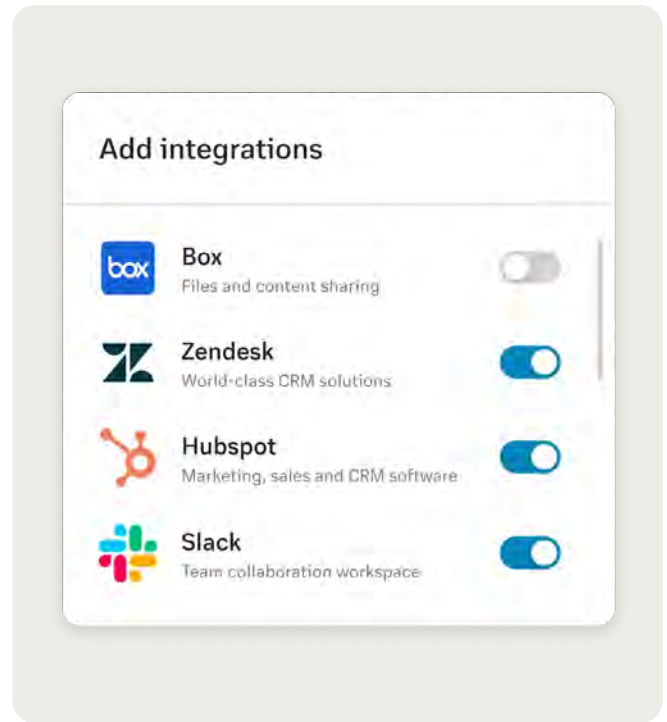 Add integrations
box
Box
Files and content sharing
Zendesk
World-class CRM solutions
Hubspot
Marketing, sales and CRM software
Slack
Team collaboration workspace